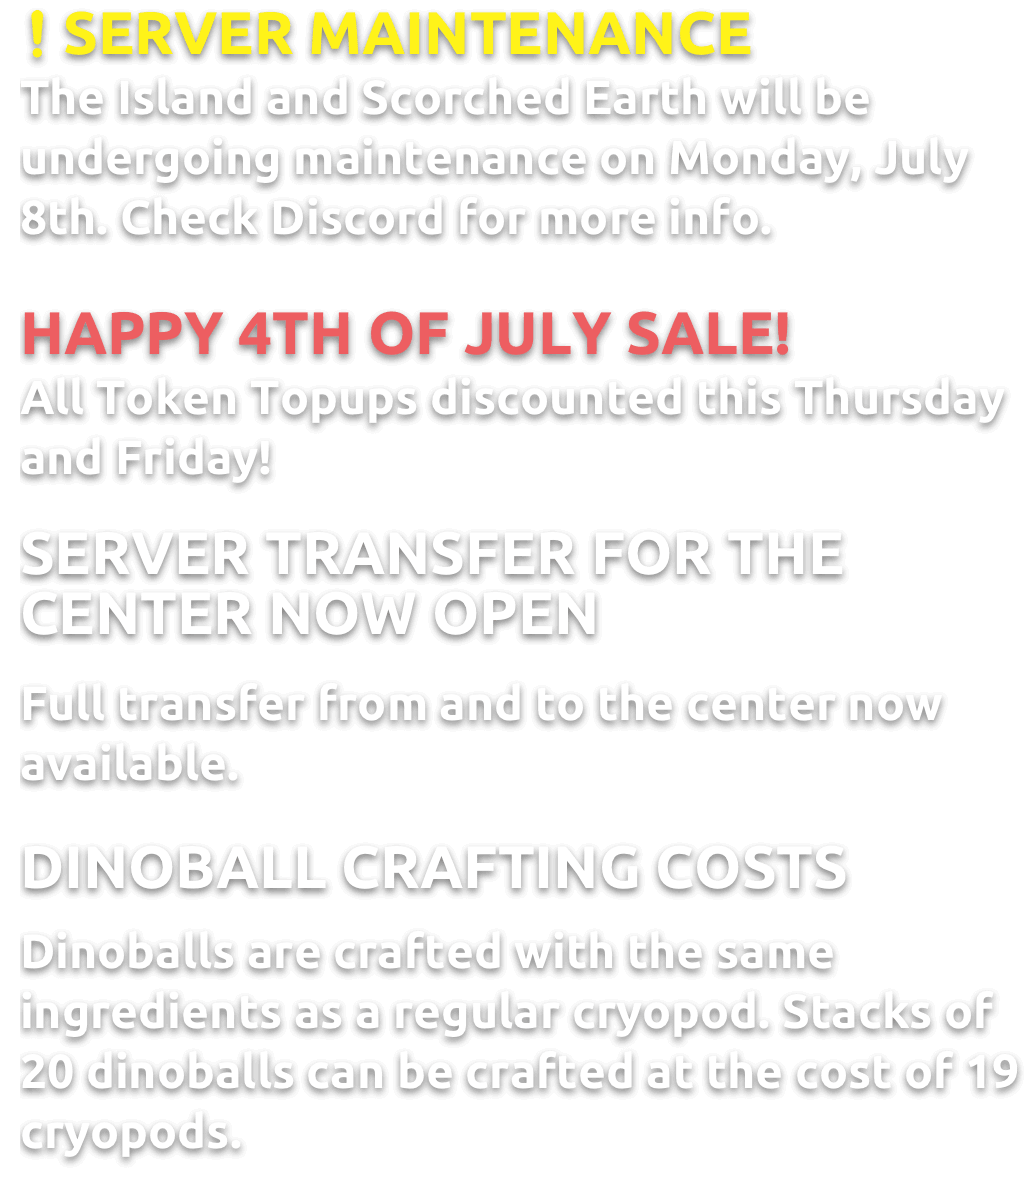 ! SERVER MAINTENANCE
The Island and Scorched Earth will be
undergoing maintenance on Monday, July
8th. Check Discord for more info.
HAPPY 4TH OF JULY SALE!
All Token Topups discounted this Thursday
and Friday!
SERVER TRANSFER FOR THE
CENTER NOW OPEN
Full transfer from and to the center now
available.
DINOBALL CRAFTING COSTS
Dinoballs are crafted with the same
ingredients as a regular cryopod. Stacks of
20 dinoballs can be crafted at the cost of 19
cryopods.